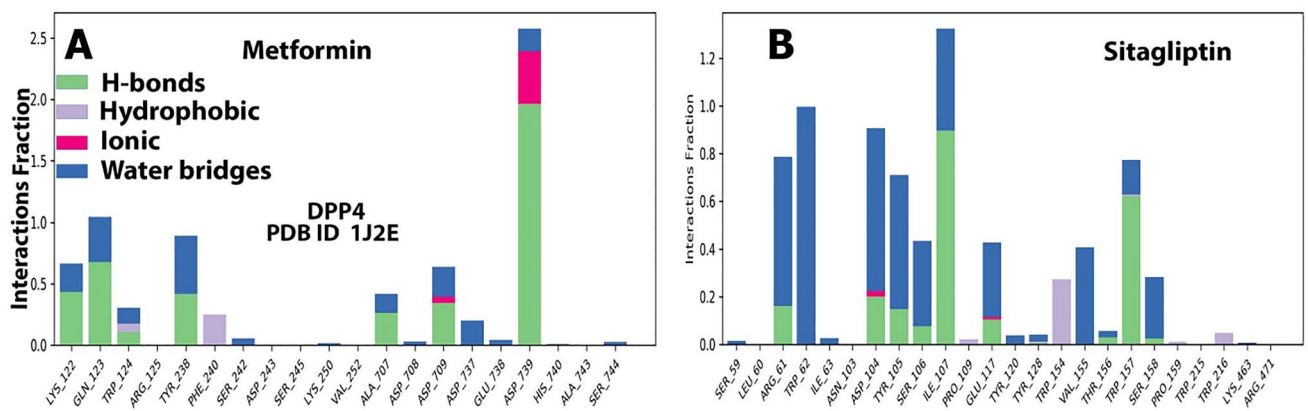 A
Metformin
H-bonds
Hydrophobic
Ionic
Water bridges
DPP4
PDB ID 1J2E
Interactions Fraction
2.5
2.0
1.5
1.0
0.5
0.0
LYS_122
GLN_123
TRP_124
ARG_125
TYR_238
PHE_240
SER_242
ASP_243
SER_245
LYS_250
VAL_252
ALA_707
ASP_708
ASP_709
ASP_737
GLU_738
ASP_739
HIS_740
ALA_743
SER_744
B
Sitagliptin
Interactions Fraction
1.2
1.0
0.8
0.6
0.4
0.2
0.0
SER_59
LEU_60
ARG_61
TRP_62
ILE_63
ASN_103
ASP_104
TYR_105
SER_106
ILE_107
PRO_109
GLU_117
TYR_120
TYR_128
TRP_154
VAL_155
THR_156
TRP_157
SER_158
PRO_159
TRP_215
TRP_216
LYS_463
ARG_471